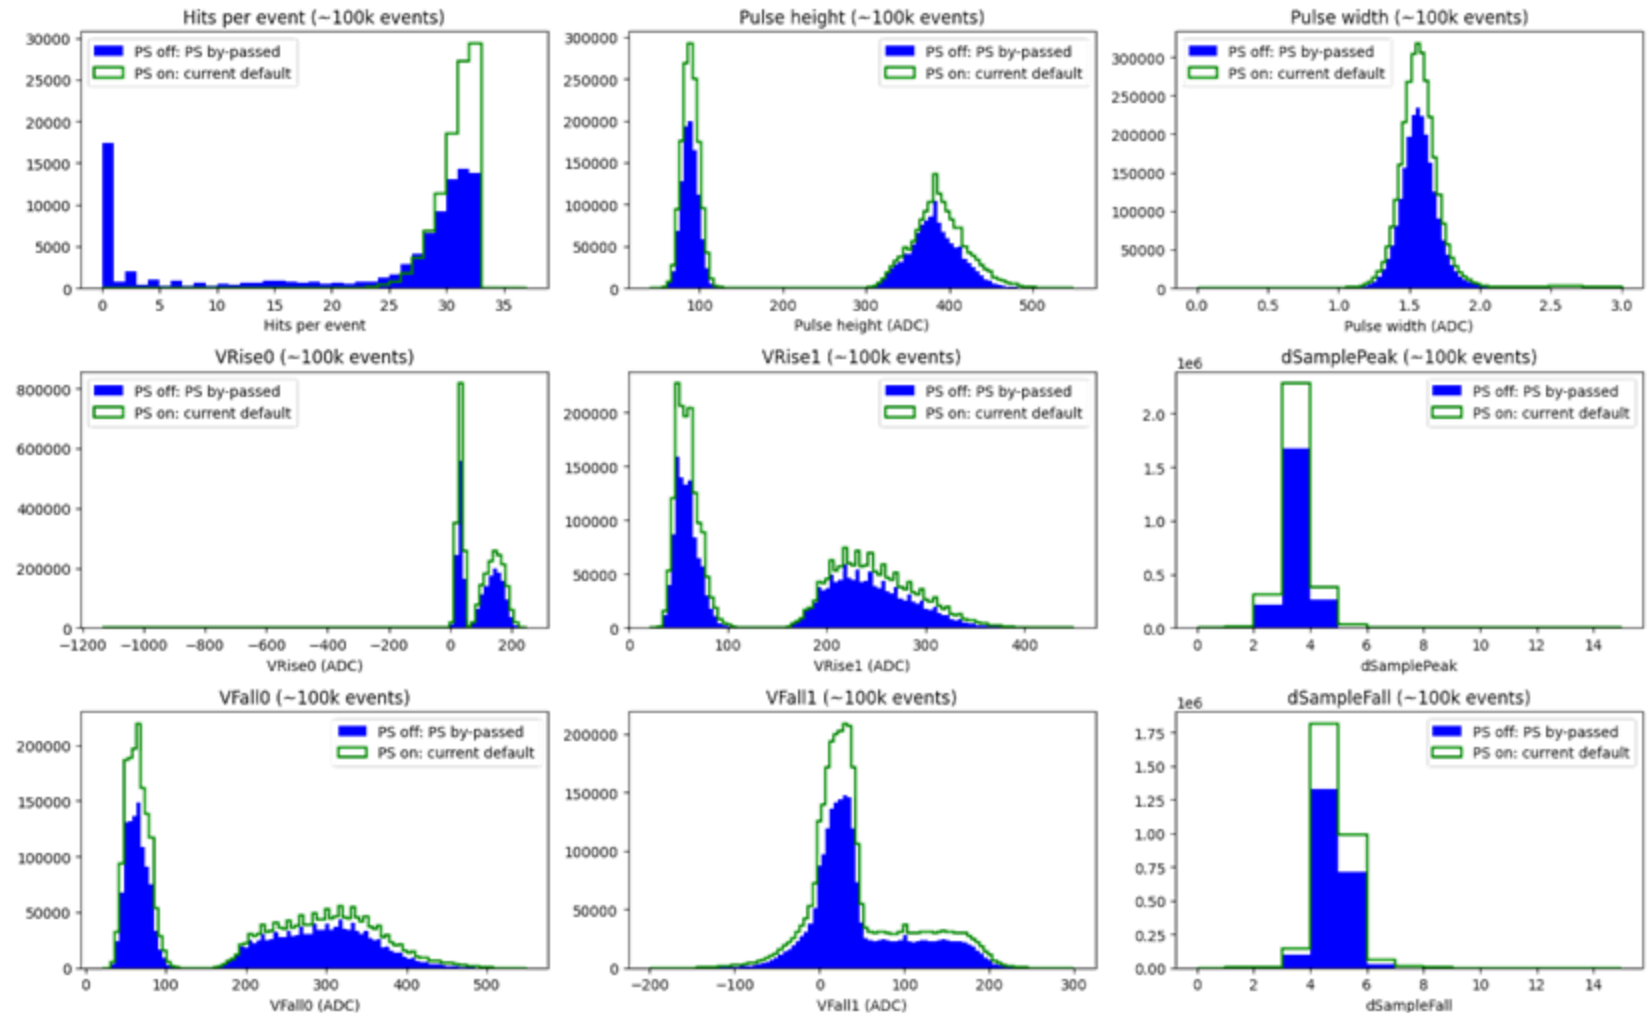 Hits per event (~100k events)
PS off: PS by-passed
PS on: current default
30000
25000
20000
15000
10000
5000
0
0 5 10 15 20 25 30 35
Hits per event
Pulse height (~100k events)
PS off: PS by-passed
PS on: current default
300000
250000
200000
150000
100000
50000
0
100 200 300 400 500
Pulse height (ADC)
Pulse width (~100k events)
PS off: PS by-passed
PS on: current default
300000
250000
200000
150000
100000
50000
0
0.0 0.5 1.0 1.5 2.0 2.5 3.0
Pulse width (ADC)
VRise0 (~100k events)
PS off: PS by-passed
PS on: current default
800000
600000
400000
200000
0
−1200 −1000 −800 −600 −400 −200 0 200
VRise0 (ADC)
VRise1 (~100k events)
PS off: PS by-passed
PS on: current default
200000
150000
100000
50000
0
0 100 200 300 400
VRise1 (ADC)
dSamplePeak (~100k events)
1e6
PS off: PS by-passed
PS on: current default
2.0
1.5
1.0
0.5
0.0
0 2 4 6 8 10 12 14
dSamplePeak
VFall0 (~100k events)
PS off: PS by-passed
PS on: current default
200000
150000
100000
50000
0
0 100 200 300 400 500
VFall0 (ADC)
VFall1 (~100k events)
PS off: PS by-passed
PS on: current default
200000
150000
100000
50000
0
−200 −100 0 100 200 300
VFall1 (ADC)
dSampleFall (~100k events)
1e6
PS off: PS by-passed
PS on: current default
1.75
1.50
1.25
1.00
0.75
0.50
0.25
0.00
0 2 4 6 8 10 12 14
dSampleFall